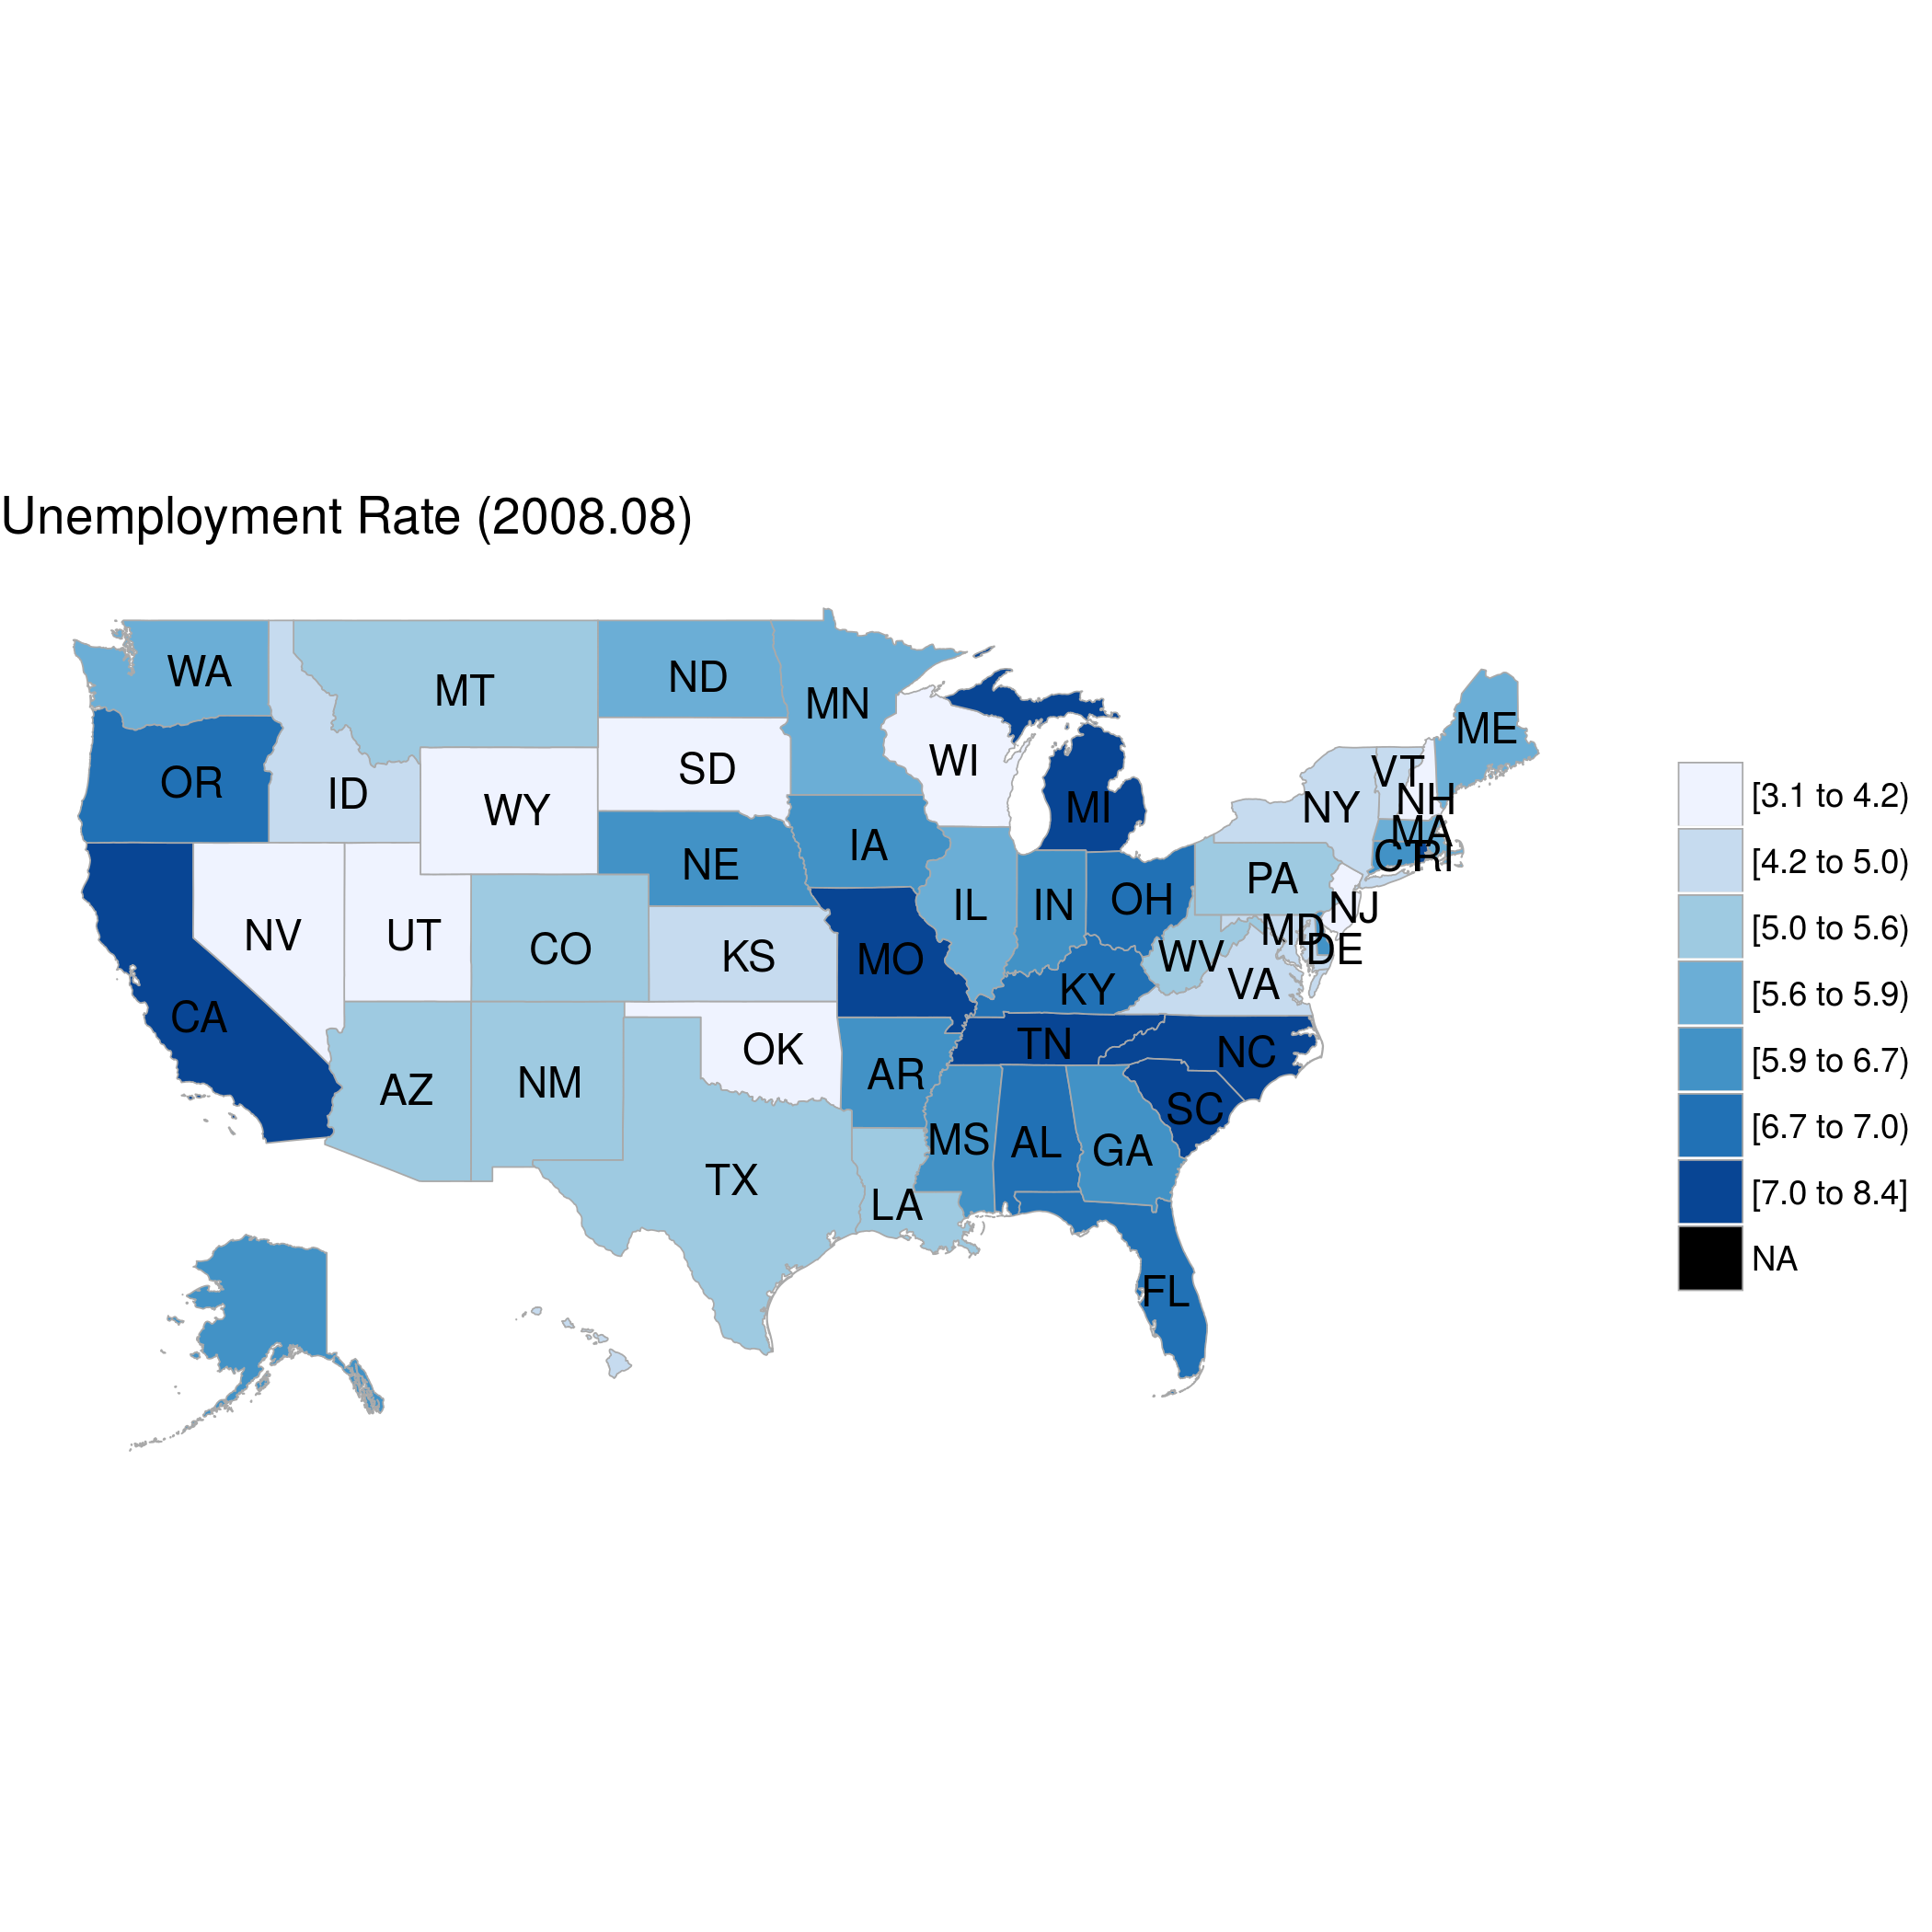 Unemployment Rate (2008.08)
WA
MT
ND
MN
ME
OR
ID
WY
SD
WI
MI
VT
NH
NY
MA
CT
RI
NE
IA
PA
NV
UT
CO
KS
MO
IL
IN
OH
NJ
MD
DE
WV
VA
KY
CA
AZ
NM
OK
AR
TN
NC
SC
TX
LA
MS
AL
GA
FL
[3.1 to 4.2)
[4.2 to 5.0)
[5.0 to 5.6)
[5.6 to 5.9)
[5.9 to 6.7)
[6.7 to 7.0)
[7.0 to 8.4]
NA